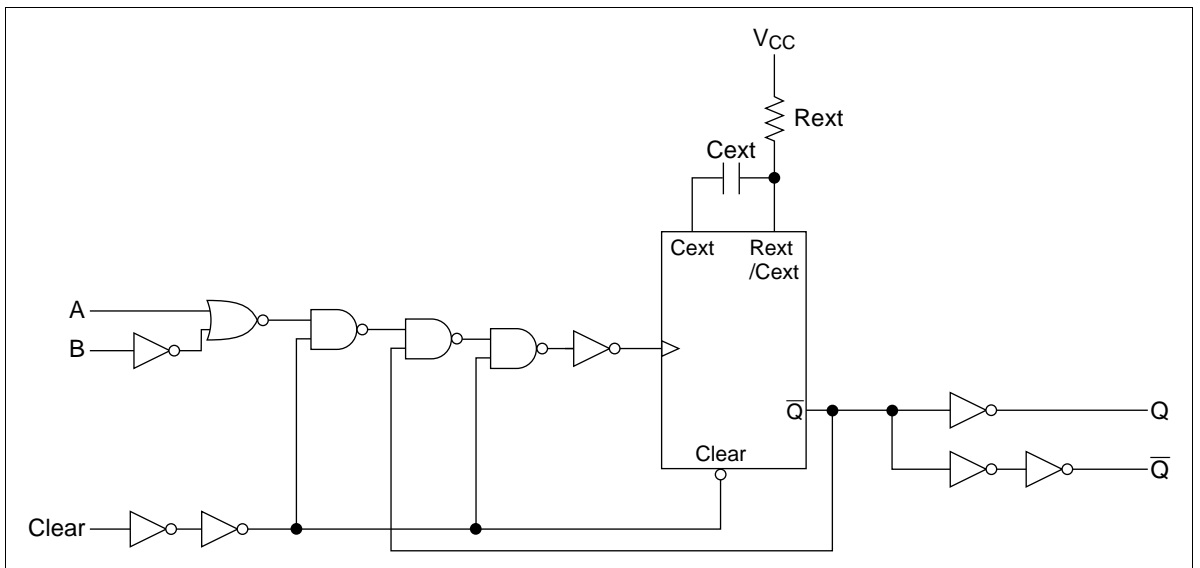 VCC
Rext
Cext
Cext
Rext
/Cext
A
B
Q̅
Q
Clear
Q̅
Clear